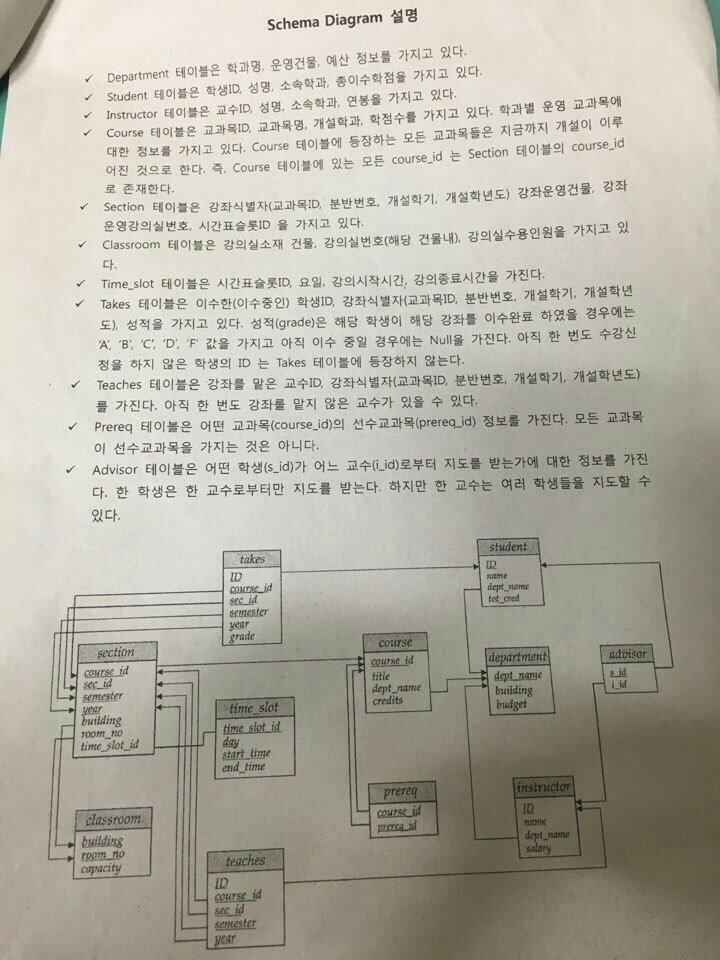 Schema Diagram 설명
✓ Department 테이블은 학과명, 운영건물, 예산 정보를 가지고 있다.
✓ Student 테이블은 학생ID, 성명, 소속학과, 총이수학점을 가지고 있다.
✓ Instructor 테이블은 교수ID, 성명, 소속학과, 연봉을 가지고 있다.
✓ Course 테이블은 교과목ID, 교과목명, 개설학과, 학점수를 가지고 있다. 학과별 운영 교과목에
대한 정보를 가지고 있다. Course 테이블에 등장하는 모든 교과목들은 지금까지 개설이 이루
어진 것으로 한다. 즉, Course 테이블에 있는 모든 course_id 는 Section 테이블의 course_id
로 존재한다.
✓ Section 테이블은 강좌식별자(교과목ID, 분반번호, 개설학기, 개설학년도) 강좌운영건물, 강좌
운영강의실번호, 시간표슬롯ID 을 가지고 있다.
✓ Classroom 테이블은 강의실소재 건물, 강의실번호(해당 건물내), 강의실수용인원을 가지고 있
다.
✓ Time_slot 테이블은 시간표슬롯ID, 요일, 강의시작시간, 강의종료시간을 가진다.
✓ Takes 테이블은 이수한(이수중인) 학생ID, 강좌식별자(교과목ID, 분반번호, 개설학기, 개설학년
도), 성적을 가지고 있다. 성적(grade)은 해당 학생이 해당 강좌를 이수완료 하였을 경우에는
'A', 'B', 'C', 'D', 'F' 값을 가지고 아직 이수 중일 경우에는 Null을 가진다. 아직 한 번도 수강신
청을 하지 않은 학생의 ID 는 Takes 테이블에 등장하지 않는다.
✓ Teaches 테이블은 강좌를 맡은 교수ID, 강좌식별자(교과목ID, 분반번호, 개설학기, 개설학년도)
를 가진다. 아직 한 번도 강좌를 맡지 않은 교수가 있을 수 있다.
✓ Prereq 테이블은 어떤 교과목(course_id)의 선수교과목(prereq_id) 정보를 가진다. 모든 교과목
이 선수교과목을 가지는 것은 아니다.
✓ Advisor 테이블은 어떤 학생(s_id)가 어느 교수(i_id)로부터 지도를 받는가에 대한 정보를 가진
다. 한 학생은 한 교수로부터만 지도를 받는다. 하지만 한 교수는 여러 학생들을 지도할 수
있다.
takes
ID
course_id
sec_id
semester
year
grade
student
ID
name
dept_name
tot_cred
section
course_id
sec_id
semester
year
building
room_no
time_slot_id
course
course_id
title
dept_name
credits
department
dept_name
building
budget
advisor
s_id
i_id
time_slot
time_slot_id
day
start_time
end_time
prereq
course_id
prereq_id
instructor
ID
name
dept_name
salary
classroom
building
room_no
capacity
teaches
ID
course_id
sec_id
semester
year